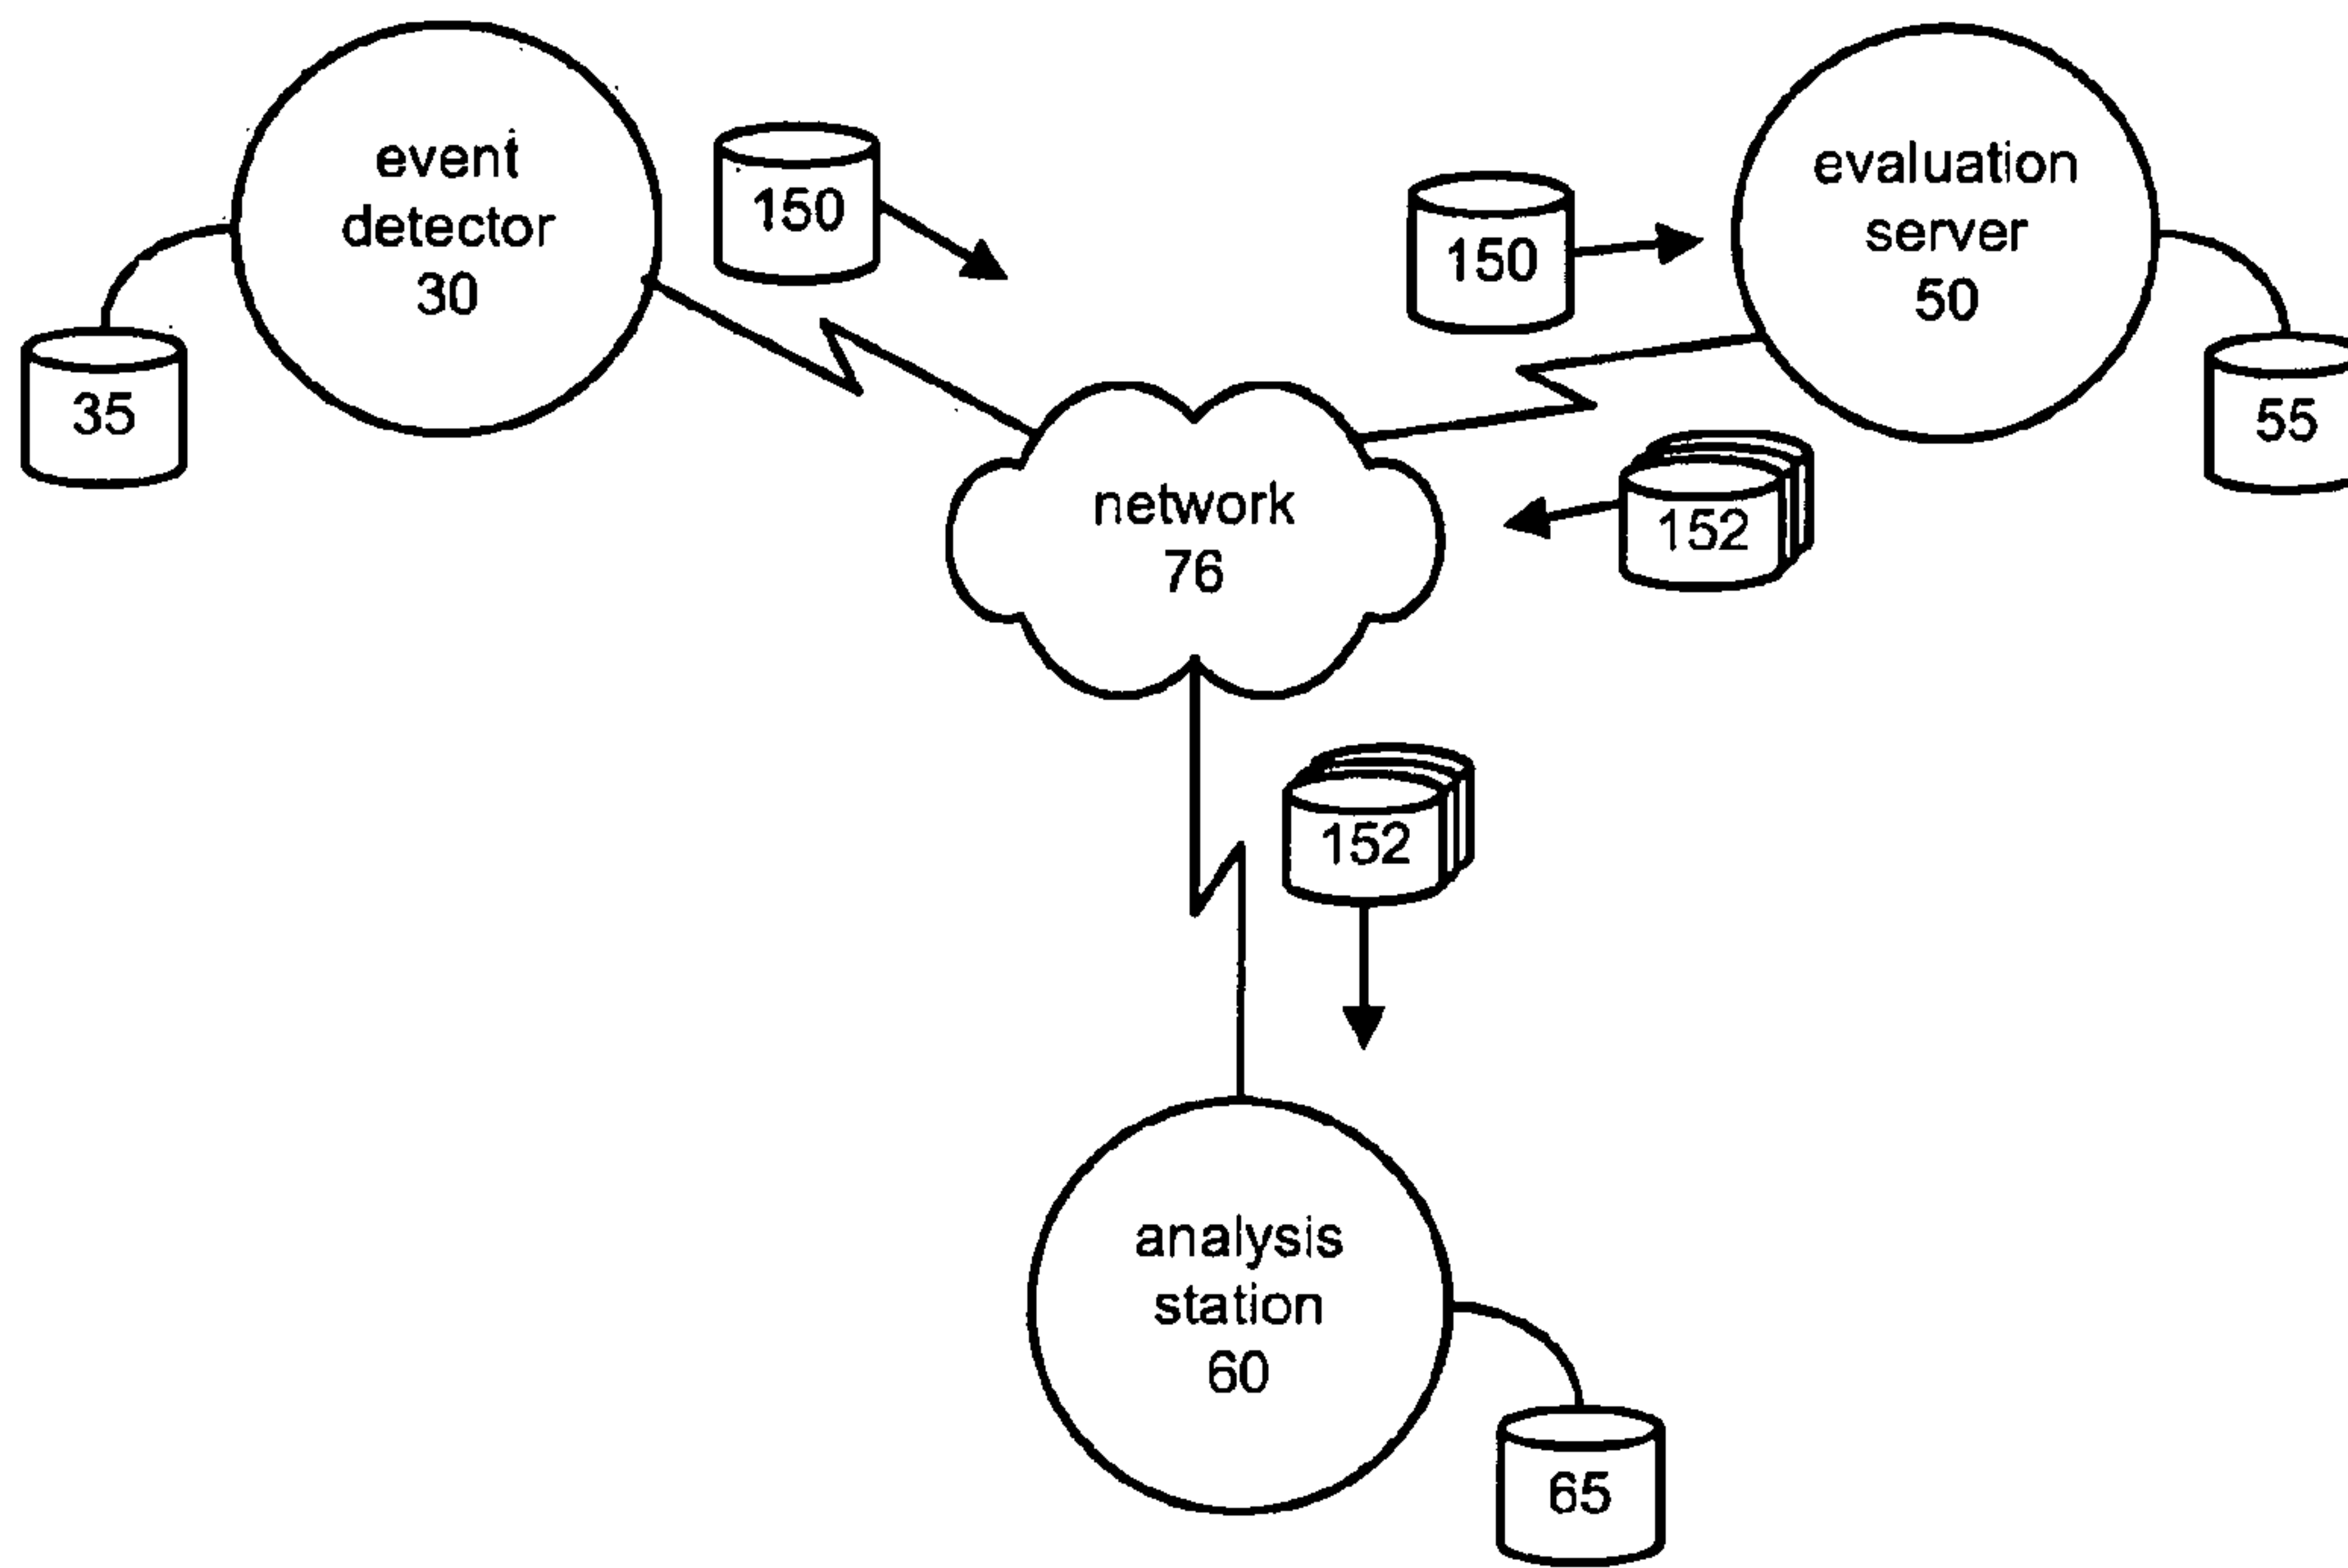 event
detector
30
150
35
150
evaluation
server
50
55
network
76
152
152
analysis
station
60
65